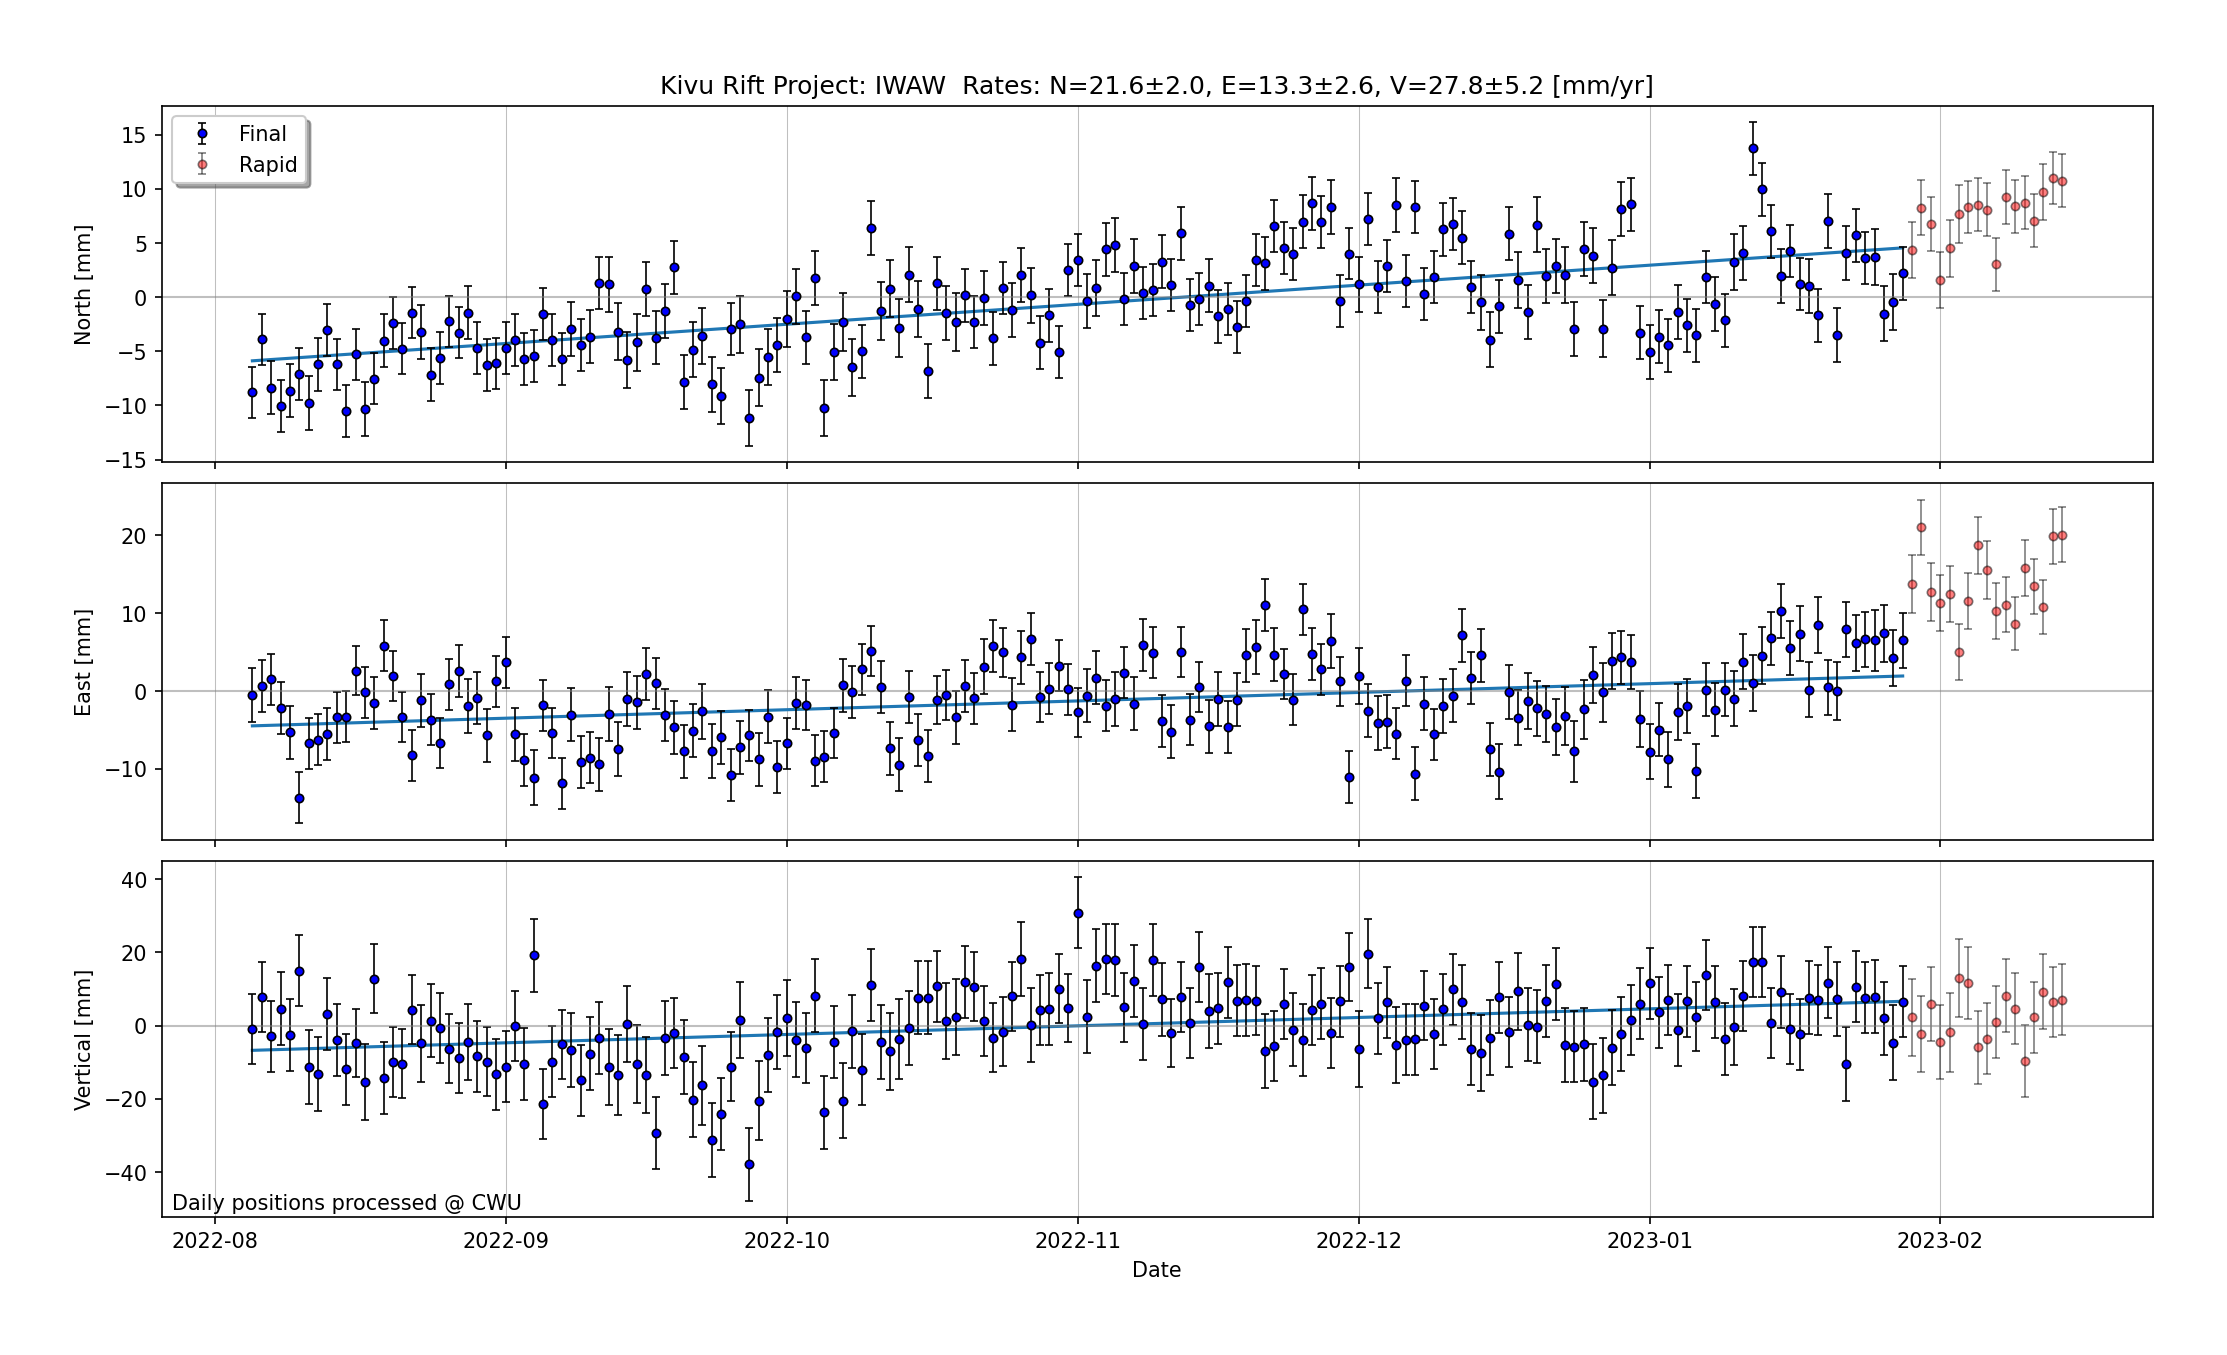 Kivu Rift Project: IWAW  Rates: N=21.6±2.0, E=13.3±2.6, V=27.8±5.2 [mm/yr]
Final
Rapid
North [mm]
15
10
5
0
−5
−10
−15
East [mm]
20
10
0
−10
Vertical [mm]
40
20
0
−20
−40
Daily positions processed @ CWU
2022-08 2022-09 2022-10 2022-11 2022-12 2023-01 2023-02
Date